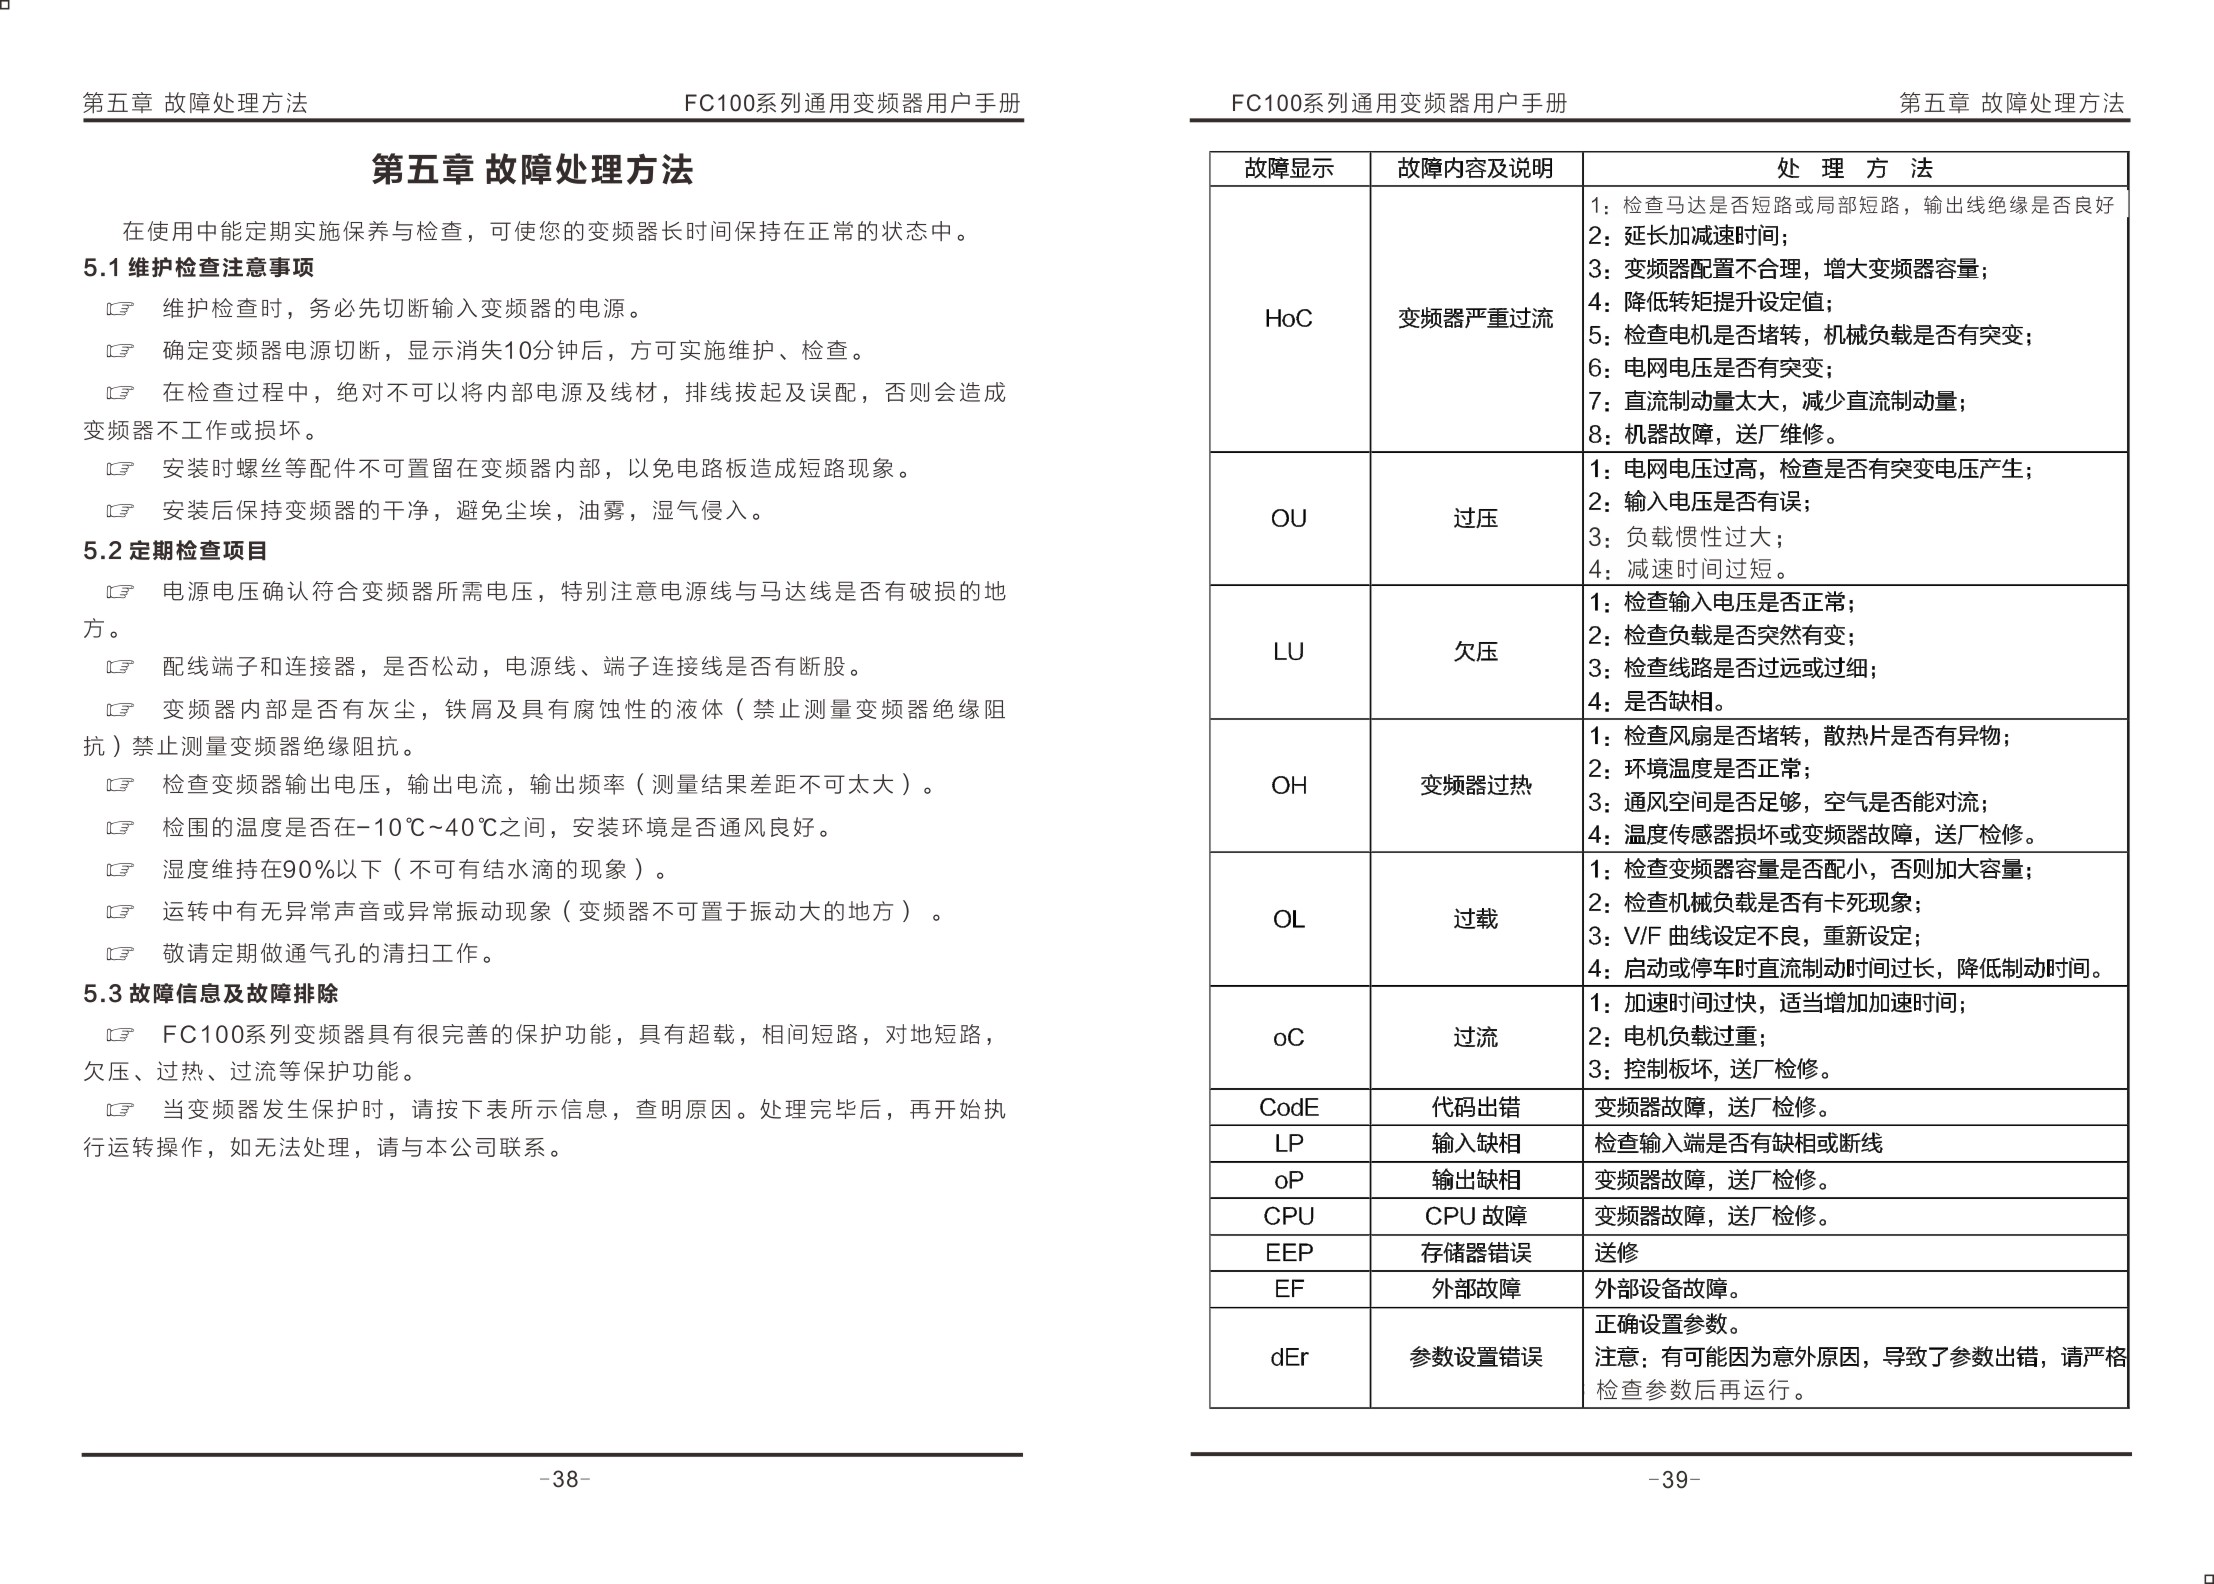 第五章 故障处理方法 FC100系列通用变频器用户手册
第五章 故障处理方法
在使用中能定期实施保养与检查，可使您的变频器长时间保持在正常的状态中。
5.1 维护检查注意事项
☞ 维护检查时，务必先切断输入变频器的电源。
☞ 确定变频器电源切断，显示消失10分钟后，方可实施维护、检查。
☞ 在检查过程中，绝对不可以将内部电源及线材，排线拔起及误配，否则会造成
变频器不工作或损坏。
☞ 安装时螺丝等配件不可置留在变频器内部，以免电路板造成短路现象。
☞ 安装后保持变频器的干净，避免尘埃，油雾，湿气侵入。
5.2 定期检查项目
☞ 电源电压确认符合变频器所需电压，特别注意电源线与马达线是否有破损的地
方。
☞ 配线端子和连接器，是否松动，电源线、端子连接线是否有断股。
☞ 变频器内部是否有灰尘，铁屑及具有腐蚀性的液体（禁止测量变频器绝缘阻
抗）禁止测量变频器绝缘阻抗。
☞ 检查变频器输出电压，输出电流，输出频率（测量结果差距不可太大）。
☞ 检围的温度是否在-10℃~40℃之间，安装环境是否通风良好。
☞ 湿度维持在90%以下（不可有结水滴的现象）。
☞ 运转中有无异常声音或异常振动现象（变频器不可置于振动大的地方） 。
☞ 敬请定期做通气孔的清扫工作。
5.3 故障信息及故障排除
☞ FC100系列变频器具有很完善的保护功能，具有超载，相间短路，对地短路，
欠压、过热、过流等保护功能。
☞ 当变频器发生保护时，请按下表所示信息，查明原因。处理完毕后，再开始执
行运转操作，如无法处理，请与本公司联系。
-38-
FC100系列通用变频器用户手册 第五章 故障处理方法
故障显示 故障内容及说明 处 理 方 法
HoC 变频器严重过流
1：检查马达是否短路或局部短路，输出线绝缘是否良好
2：延长加减速时间；
3：变频器配置不合理，增大变频器容量；
4：降低转矩提升设定值；
5：检查电机是否堵转，机械负载是否有突变；
6：电网电压是否有突变；
7：直流制动量太大，减少直流制动量；
8：机器故障，送厂维修。
OU 过压
1：电网电压过高，检查是否有突变电压产生；
2：输入电压是否有误；
3：负载惯性过大；
4：减速时间过短。
LU 欠压
1：检查输入电压是否正常；
2：检查负载是否突然有变；
3：检查线路是否过远或过细；
4：是否缺相。
OH 变频器过热
1：检查风扇是否堵转，散热片是否有异物；
2：环境温度是否正常；
3：通风空间是否足够，空气是否能对流；
4：温度传感器损坏或变频器故障，送厂检修。
OL 过载
1：检查变频器容量是否配小，否则加大容量；
2：检查机械负载是否有卡死现象；
3：V/F 曲线设定不良，重新设定；
4：启动或停车时直流制动时间过长，降低制动时间。
oC 过流
1：加速时间过快，适当增加加速时间；
2：电机负载过重；
3：控制板坏, 送厂检修。
CodE 代码出错 变频器故障，送厂检修。
LP 输入缺相 检查输入端是否有缺相或断线
oP 输出缺相 变频器故障，送厂检修。
CPU CPU 故障 变频器故障，送厂检修。
EEP 存储器错误 送修
EF 外部故障 外部设备故障。
dEr 参数设置错误
正确设置参数。
注意：有可能因为意外原因，导致了参数出错，请严格
检查参数后再运行。
-39-